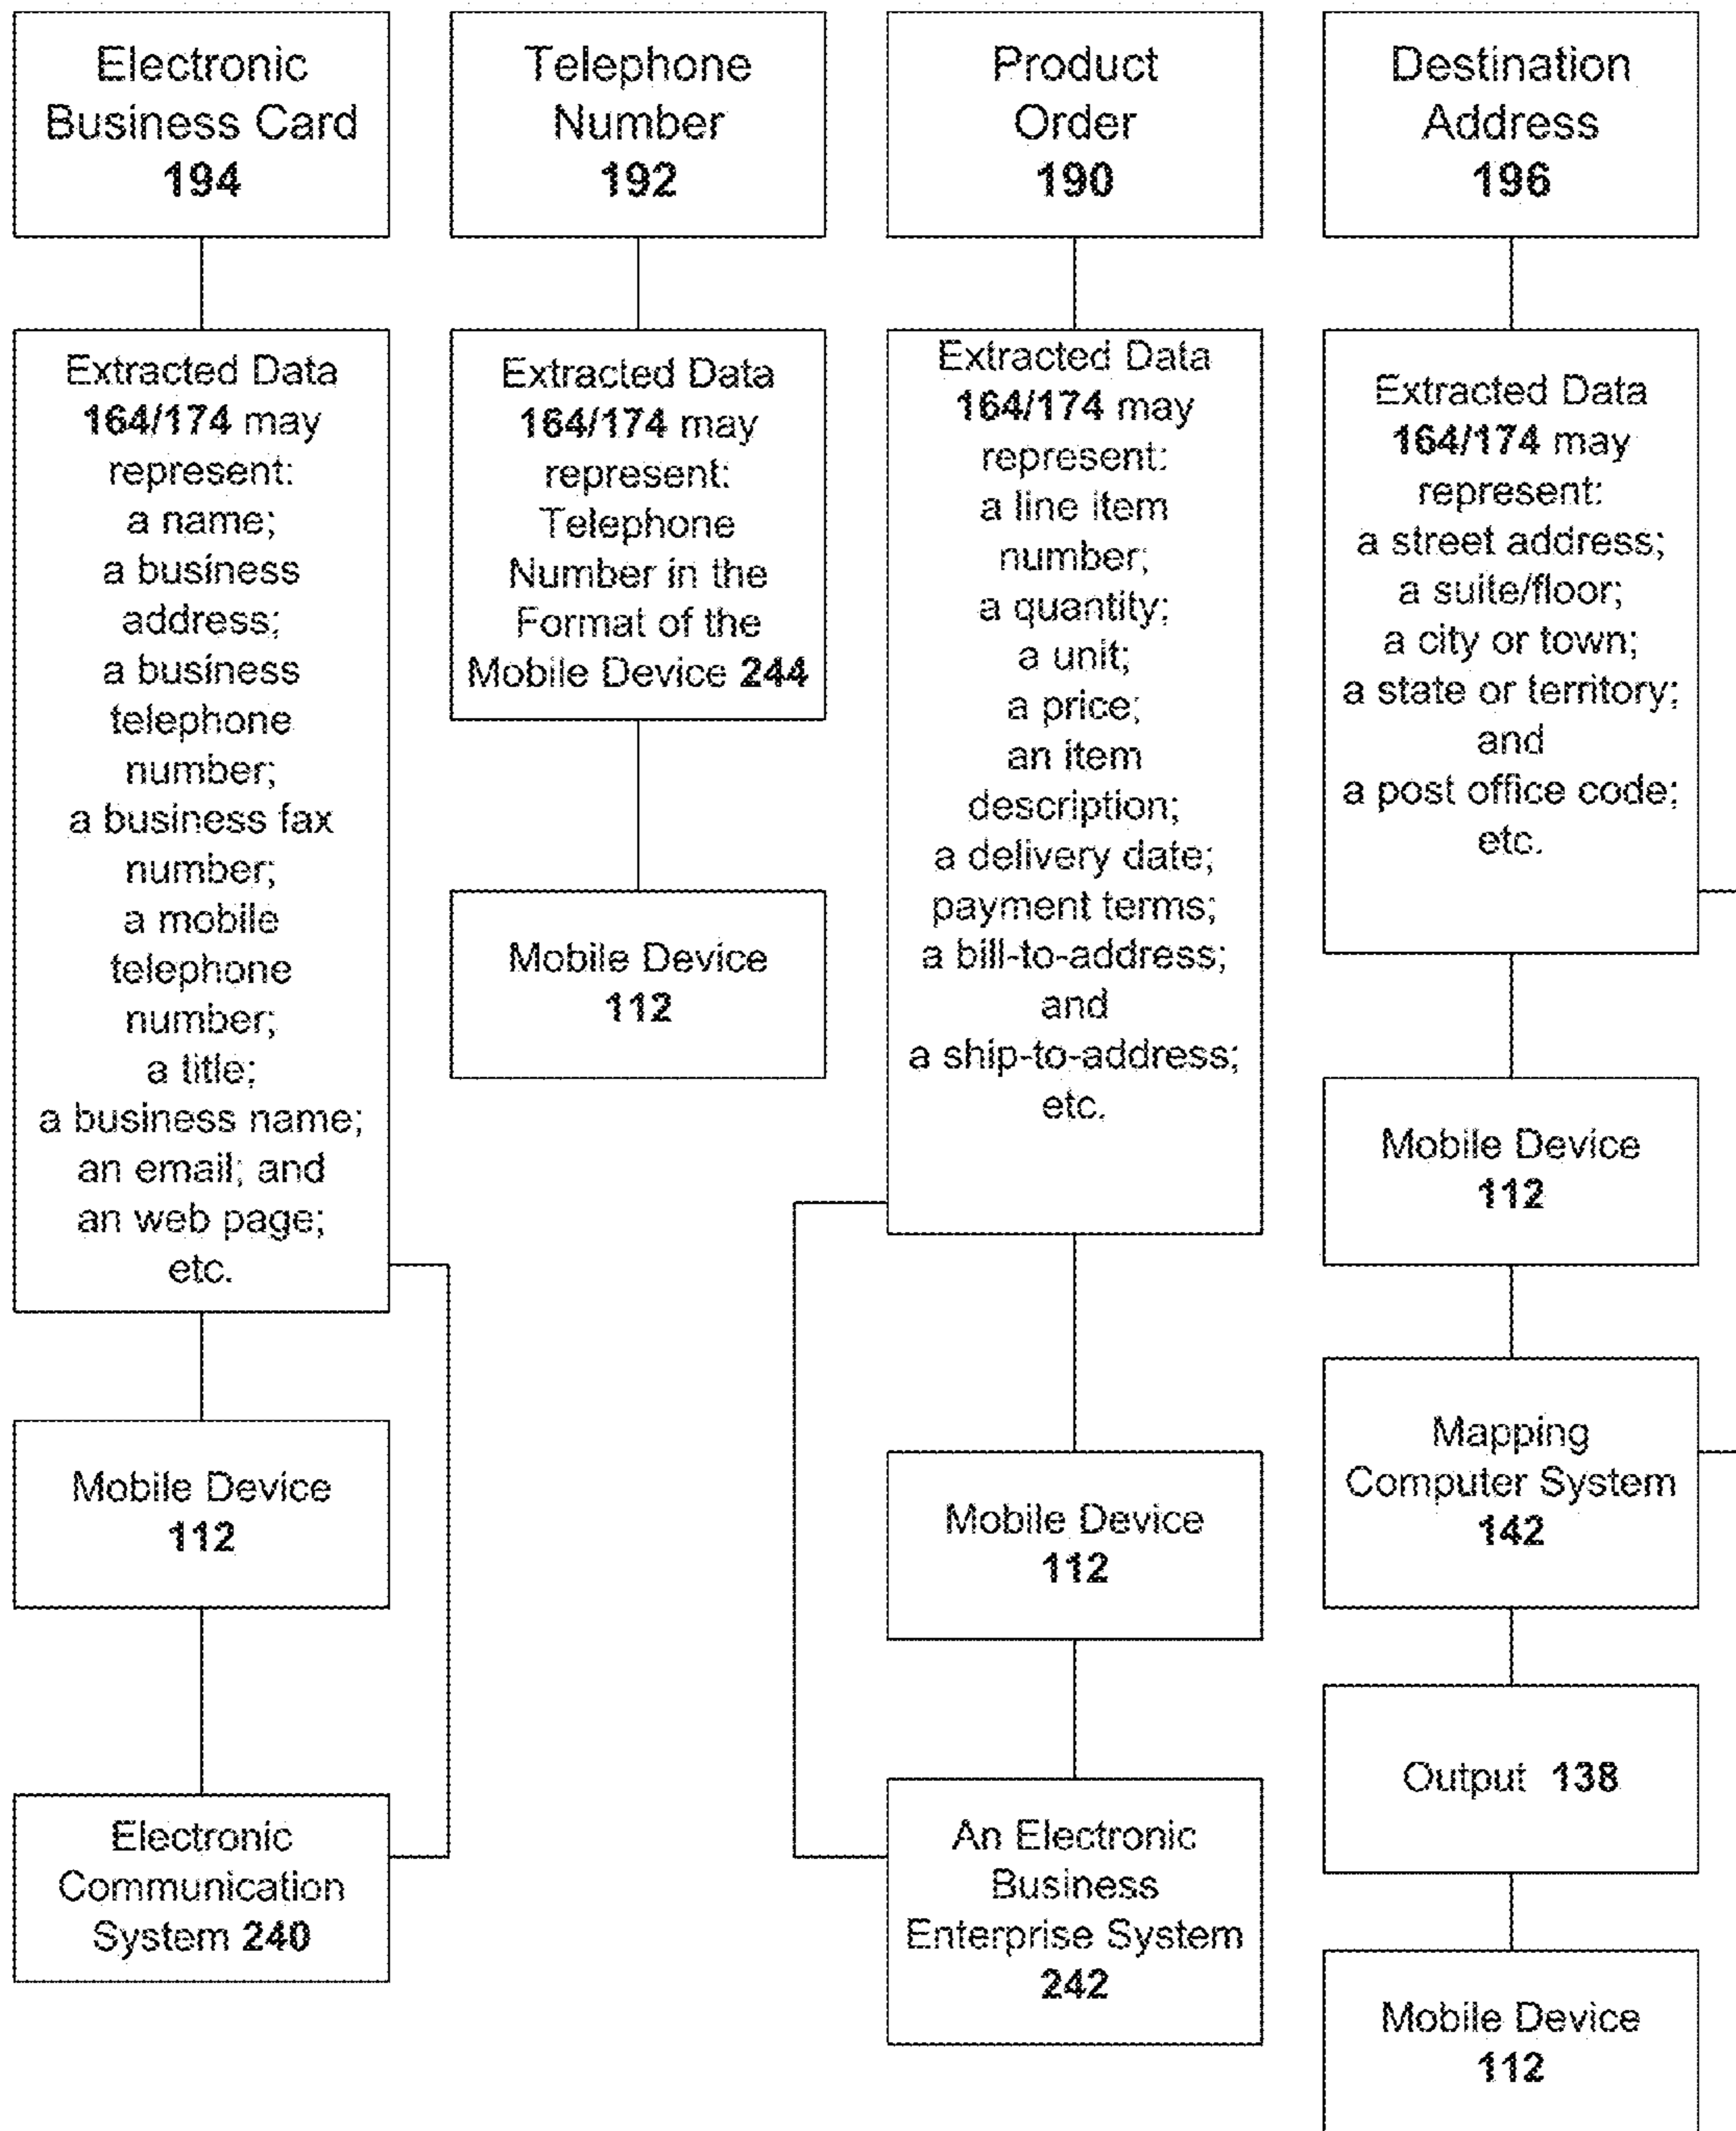 Electronic
Business Card
194
Extracted Data
164/174 may
represent:
a name;
a business
address;
a business
telephone
number;
a business fax
number;
a mobile
telephone
number;
a title;
a business name;
an email; and
an web page;
etc.
Mobile Device
112
Electronic
Communication
System 240
Telephone
Number
192
Extracted Data
164/174 may
represent:
Telephone
Number in the
Format of the
Mobile Device 244
Mobile Device
112
Product
Order
190
Extracted Data
164/174 may
represent:
a line item
number;
a quantity;
a unit;
a price;
an item
description;
a delivery date;
payment terms;
a bill-to-address;
and
a ship-to-address;
etc.
Mobile Device
112
An Electronic
Business
Enterprise System
242
Destination
Address
196
Extracted Data
164/174 may
represent:
a street address;
a suite/floor;
a city or town;
a state or territory;
and
a post office code;
etc.
Mobile Device
112
Mapping
Computer System
142
Output 138
Mobile Device
112